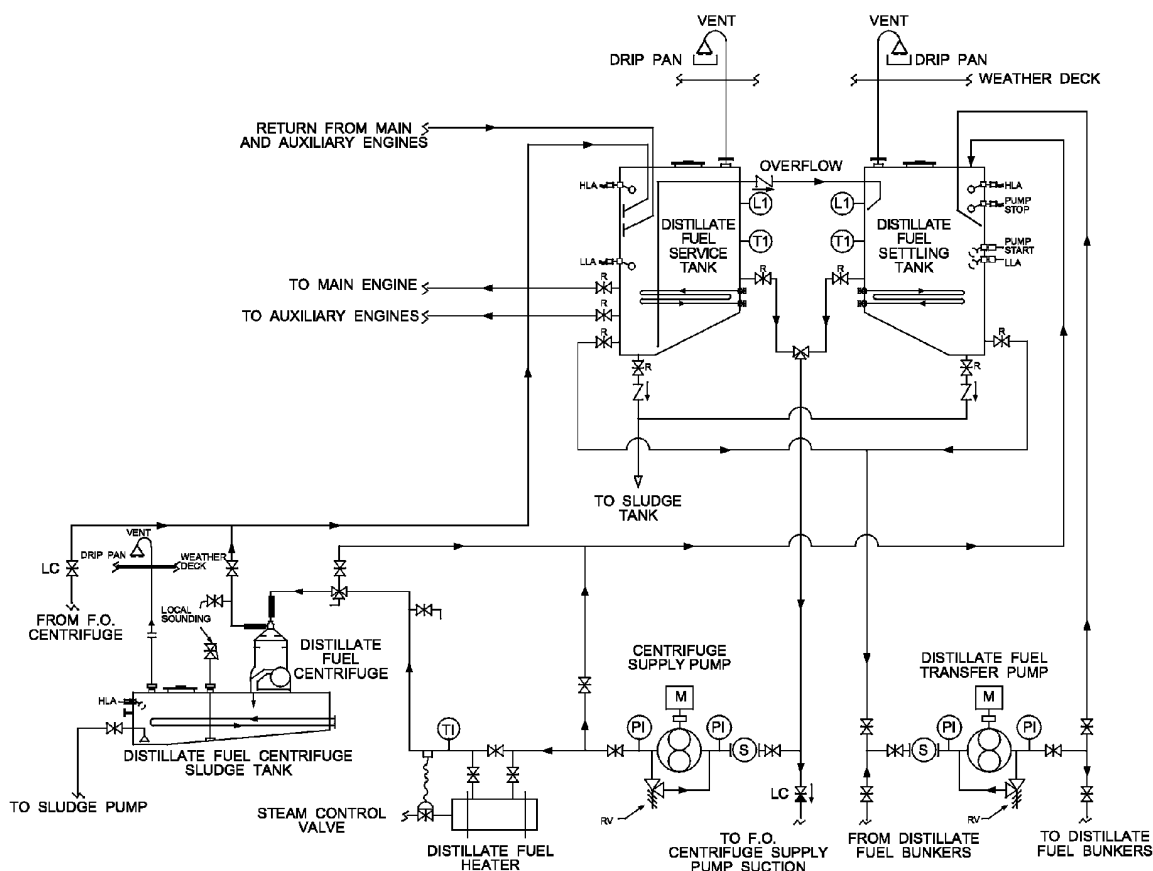 VENT
VENT
DRIP PAN
DRIP PAN
WEATHER DECK
RETURN FROM MAIN
AND AUXILIARY ENGINES
OVERFLOW
HLA
L1
DISTILLATE
FUEL
SERVICE
TANK
T1
LLA
L1
DISTILLATE
FUEL
SETTLING
TANK
T1
HLA
PUMP
STOP
PUMP
START
LLA
R
R
TO MAIN ENGINE
R
R
TO AUXILIARY ENGINES
R
R
R
R
R
TO SLUDGE
TANK
VENT
DRIP PAN
WEATHER
DECK
LC
FROM F.O.
CENTRIFUGE
LOCAL
SOUNDING
DISTILLATE
FUEL
CENTRIFUGE
HLA
DISTILLATE FUEL CENTRIFUGE
SLUDGE TANK
TO SLUDGE PUMP
TI
STEAM CONTROL
VALVE
DISTILLATE FUEL
HEATER
CENTRIFUGE
SUPPLY PUMP
M
PI
PI
S
RV
LC
TO F.O.
CENTRIFUGE SUPPLY
PUMP SUCTION
DISTILLATE FUEL
TRANSFER PUMP
M
S
PI
PI
RV
FROM DISTILLATE
FUEL BUNKERS
TO DISTILLATE
FUEL BUNKERS